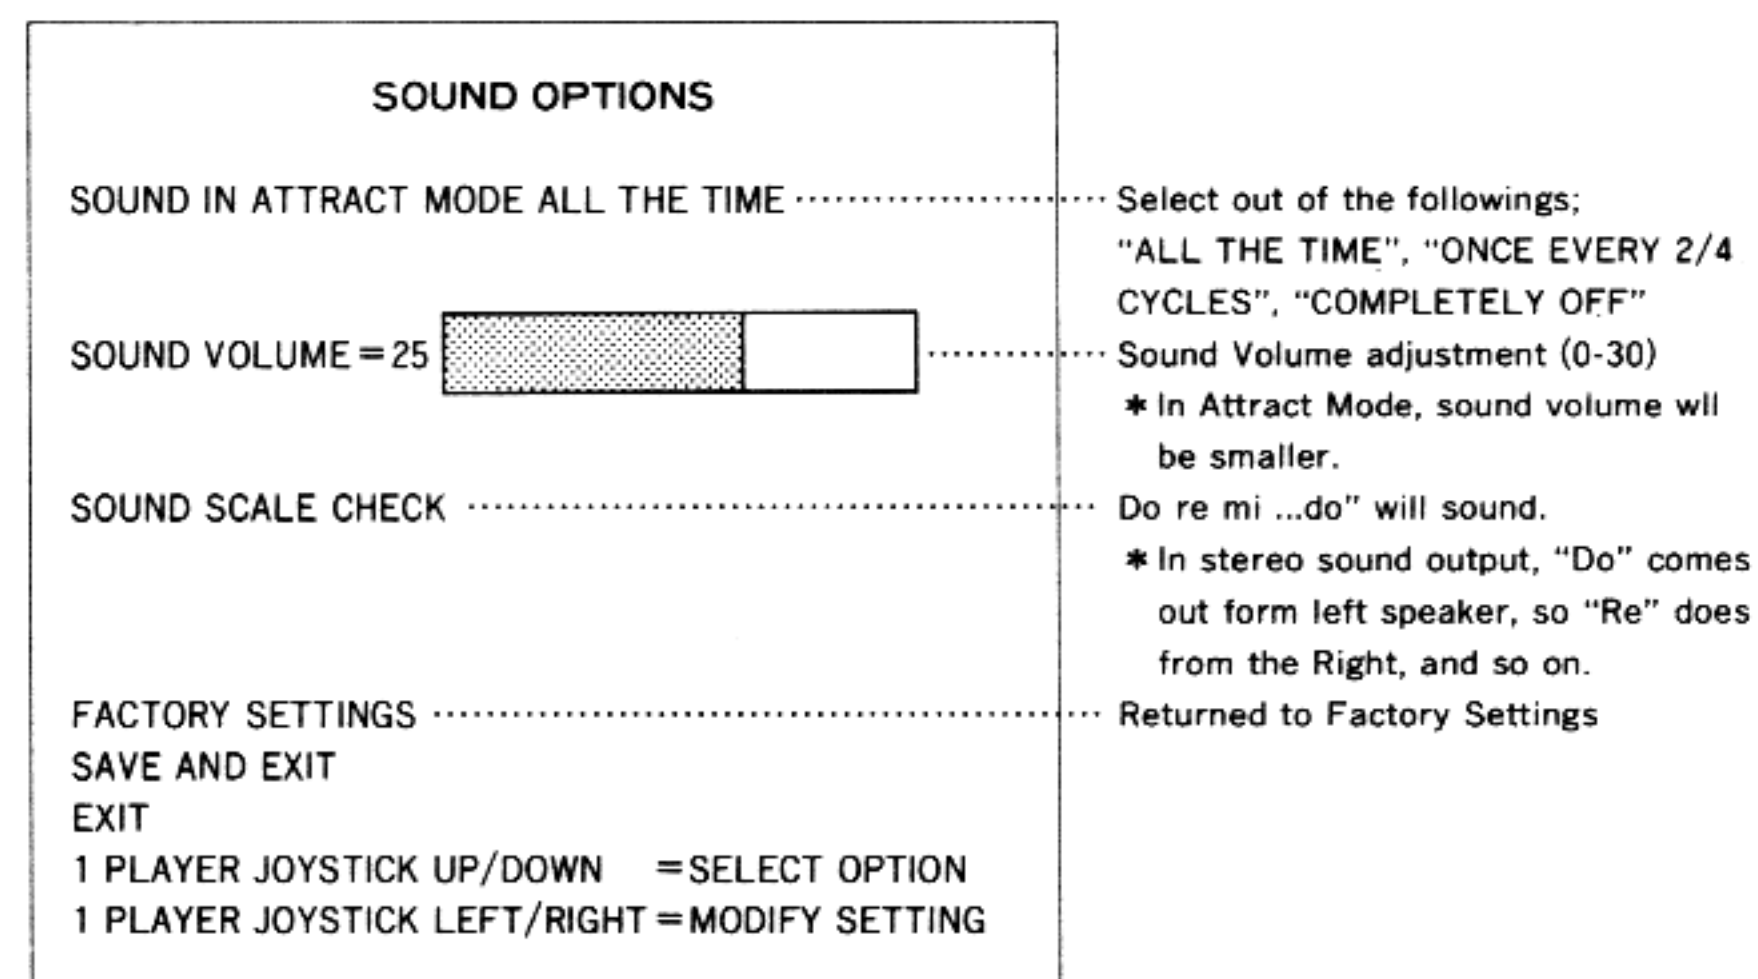 SOUND OPTIONS
SOUND IN ATTRACT MODE ALL THE TIME ···················· Select out of the followings;
"ALL THE TIME", "ONCE EVERY 2/4
CYCLES", "COMPLETELY OFF"
SOUND VOLUME=25 ············ Sound Volume adjustment (0-30)
* In Attract Mode, sound volume wll
be smaller.
SOUND SCALE CHECK ···················· Do re mi ...do" will sound.
* In stereo sound output, "Do" comes
out form left speaker, so "Re" does
from the Right, and so on.
FACTORY SETTINGS ···················· Returned to Factory Settings
SAVE AND EXIT
EXIT
1 PLAYER JOYSTICK UP/DOWN =SELECT OPTION
1 PLAYER JOYSTICK LEFT/RIGHT=MODIFY SETTING